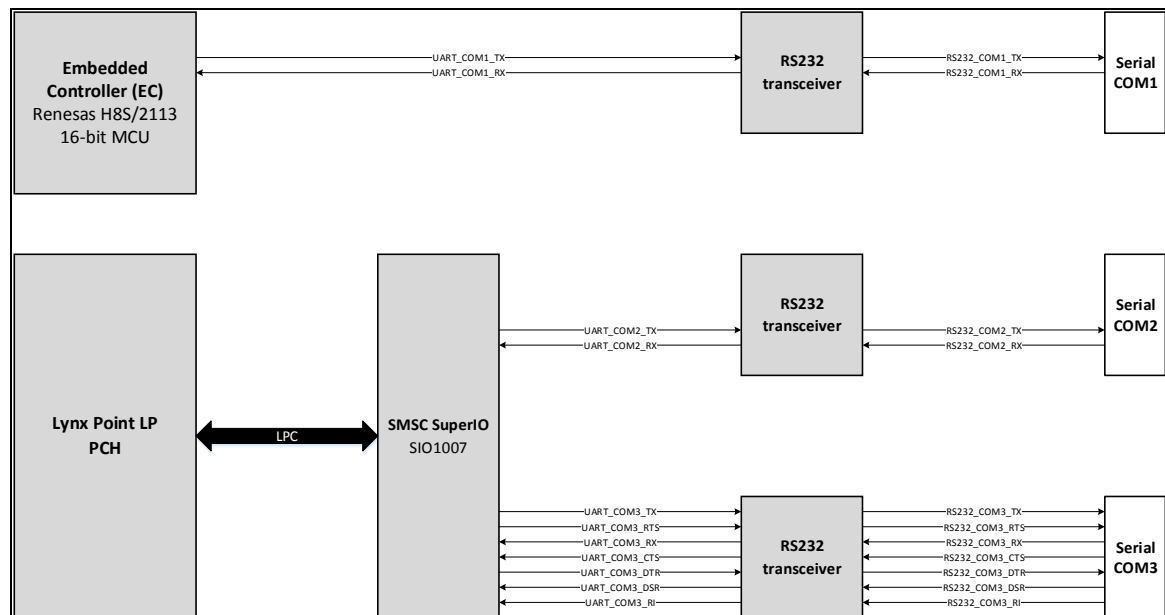 Embedded
Controller (EC)
Renesas H8S/2113
16-bit MCU
UART_COM1_TX
UART_COM1_RX
RS232
transceiver
RS232_COM1_TX
RS232_COM1_RX
Serial
COM1
Lynx Point LP
PCH
LPC
SMSC SuperIO
SIO1007
UART_COM2_TX
UART_COM2_RX
RS232
transceiver
RS232_COM2_TX
RS232_COM2_RX
Serial
COM2
UART_COM3_TX
UART_COM3_RTS
UART_COM3_RX
UART_COM3_CTS
UART_COM3_DTR
UART_COM3_DSR
UART_COM3_RI
RS232
transceiver
RS232_COM3_TX
RS232_COM3_RTS
RS232_COM3_RX
RS232_COM3_CTS
RS232_COM3_DTR
RS232_COM3_DSR
RS232_COM3_RI
Serial
COM3